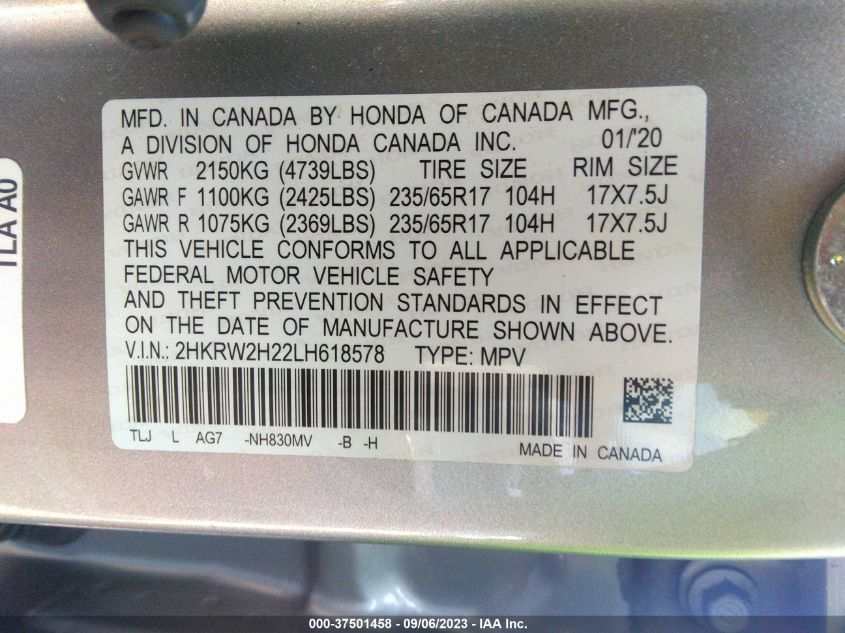 MFD. IN CANADA BY HONDA OF CANADA MFG.,
A DIVISION OF HONDA CANADA INC. 01/'20
GVWR 2150KG (4739LBS) TIRE SIZE RIM SIZE
GAWR F 1100KG (2425LBS) 235/65R17 104H 17X7.5J
GAWR R 1075KG (2369LBS) 235/65R17 104H 17X7.5J
THIS VEHICLE CONFORMS TO ALL APPLICABLE
FEDERAL MOTOR VEHICLE SAFETY
AND THEFT PREVENTION STANDARDS IN EFFECT
ON THE DATE OF MANUFACTURE SHOWN ABOVE.
V.I.N.: 2HKRW2H22LH618578 TYPE: MPV
TLJ L AG7 -NH830MV -B -H
MADE IN CANADA
TLA A0
000-37501458 - 09/06/2023 - IAA Inc.